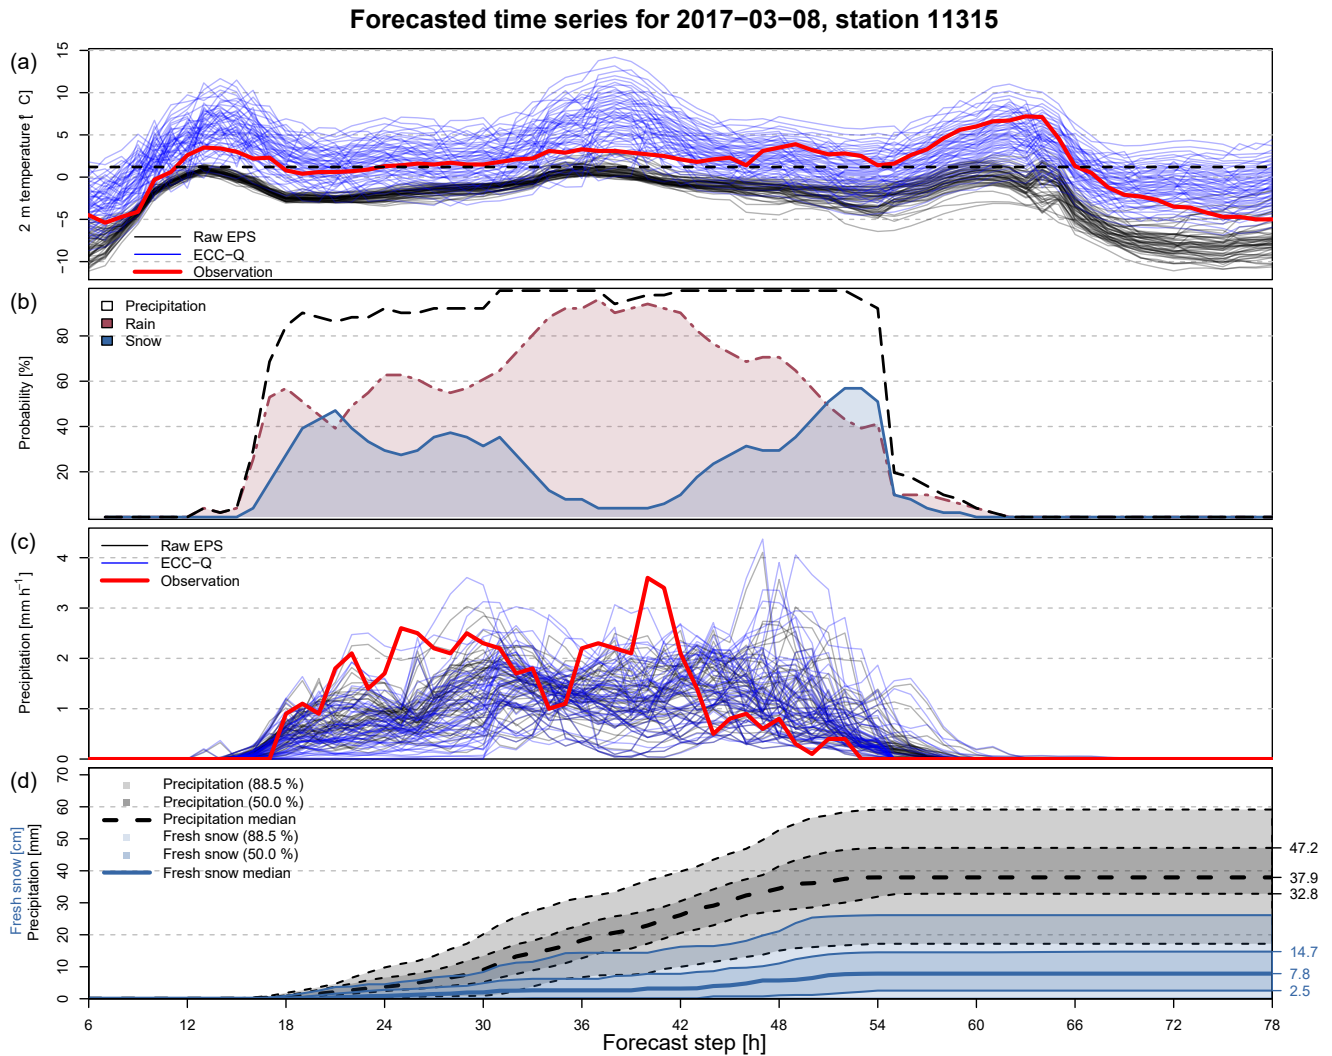 Forecasted time series for 2017−03−08, station 11315
(a)
2 m temperature [ C]
15
10
5
0
−5
−10
Raw EPS
ECC−Q
Observation
(b)
Probability [%]
80
60
40
20
Precipitation
Rain
Snow
(c)
Precipitation [mm h−1]
4
3
2
1
0
Raw EPS
ECC−Q
Observation
(d)
Fresh snow [cm]
Precipitation [mm]
70
60
50
40
30
20
10
0
Precipitation (88.5 %)
Precipitation (50.0 %)
Precipitation median
Fresh snow (88.5 %)
Fresh snow (50.0 %)
Fresh snow median
47.2
37.9
32.8
14.7
7.8
2.5
6 12 18 24 30 36 42 48 54 60 66 72 78
Forecast step [h]